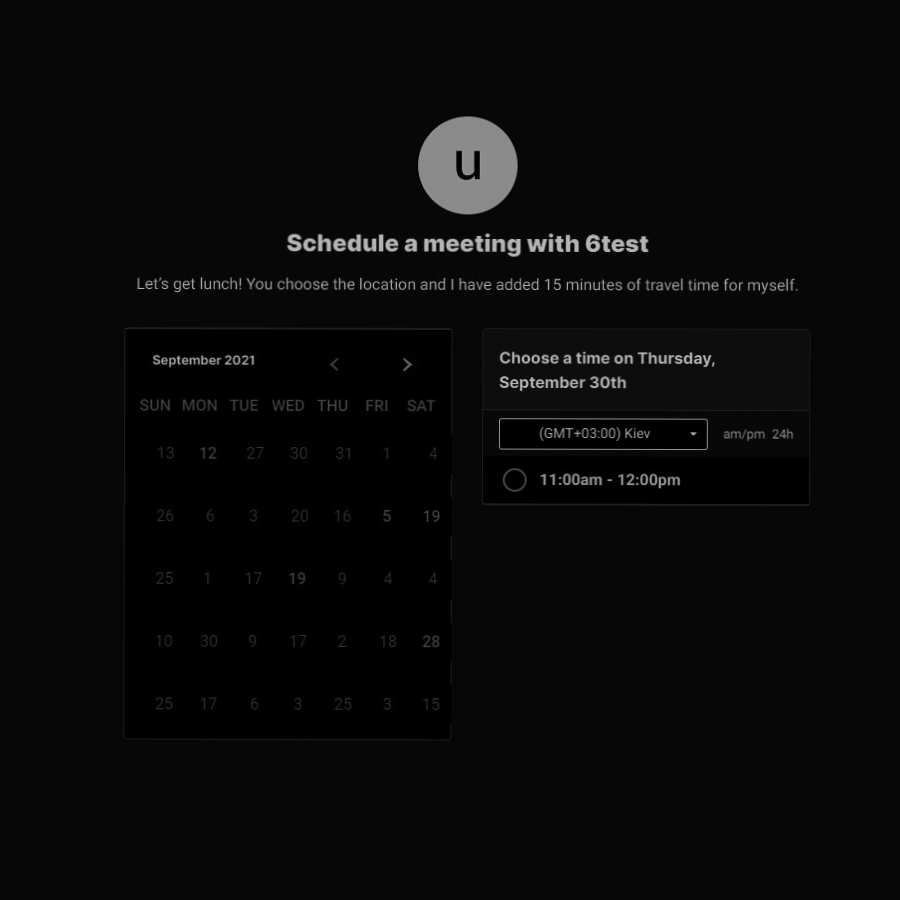 u
Schedule a meeting with 6test
Let's get lunch! You choose the location and I have added 15 minutes of travel time for myself.
September 2021
SUN MON TUE WED THU FRI SAT
13 12 27 30 31 1 4
26 6 3 20 16 5 19
25 1 17 19 9 4 4
10 30 9 17 2 18 28
25 17 6 3 25 3 15
Choose a time on Thursday,
September 30th
(GMT+03:00) Kiev
am/pm 24h
11:00am - 12:00pm